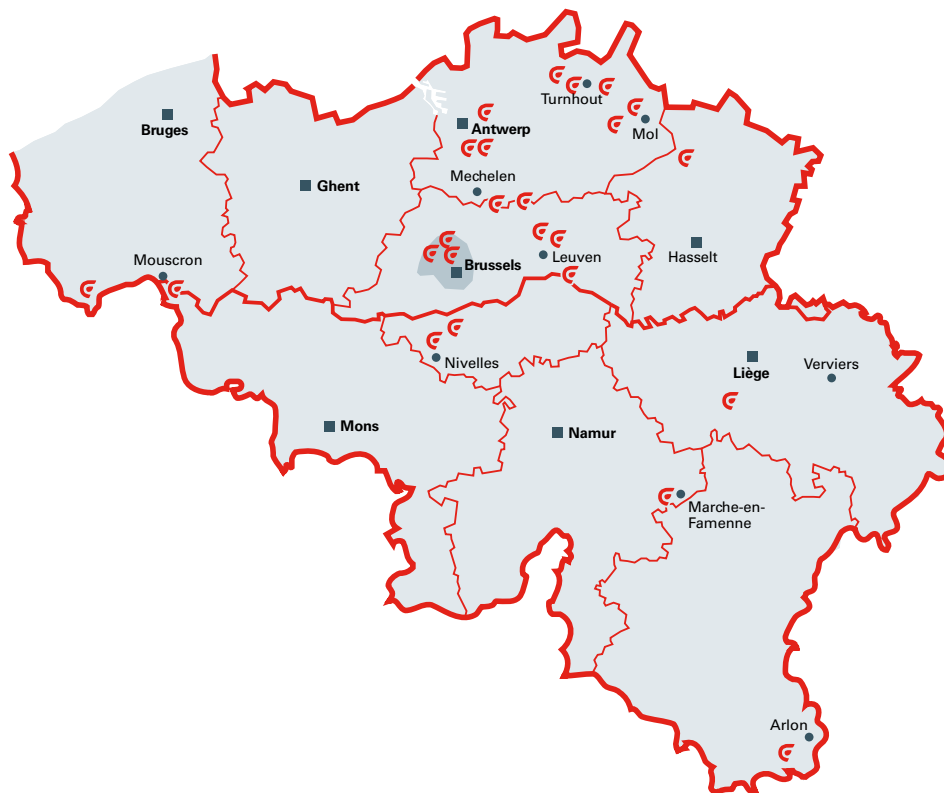 Turnhout
Bruges
Antwerp
Mol
Mechelen
Ghent
Mouscron
Brussels
Leuven
Hasselt
Nivelles
Liège
Verviers
Mons
Namur
Marche-en-
Famenne
Arlon